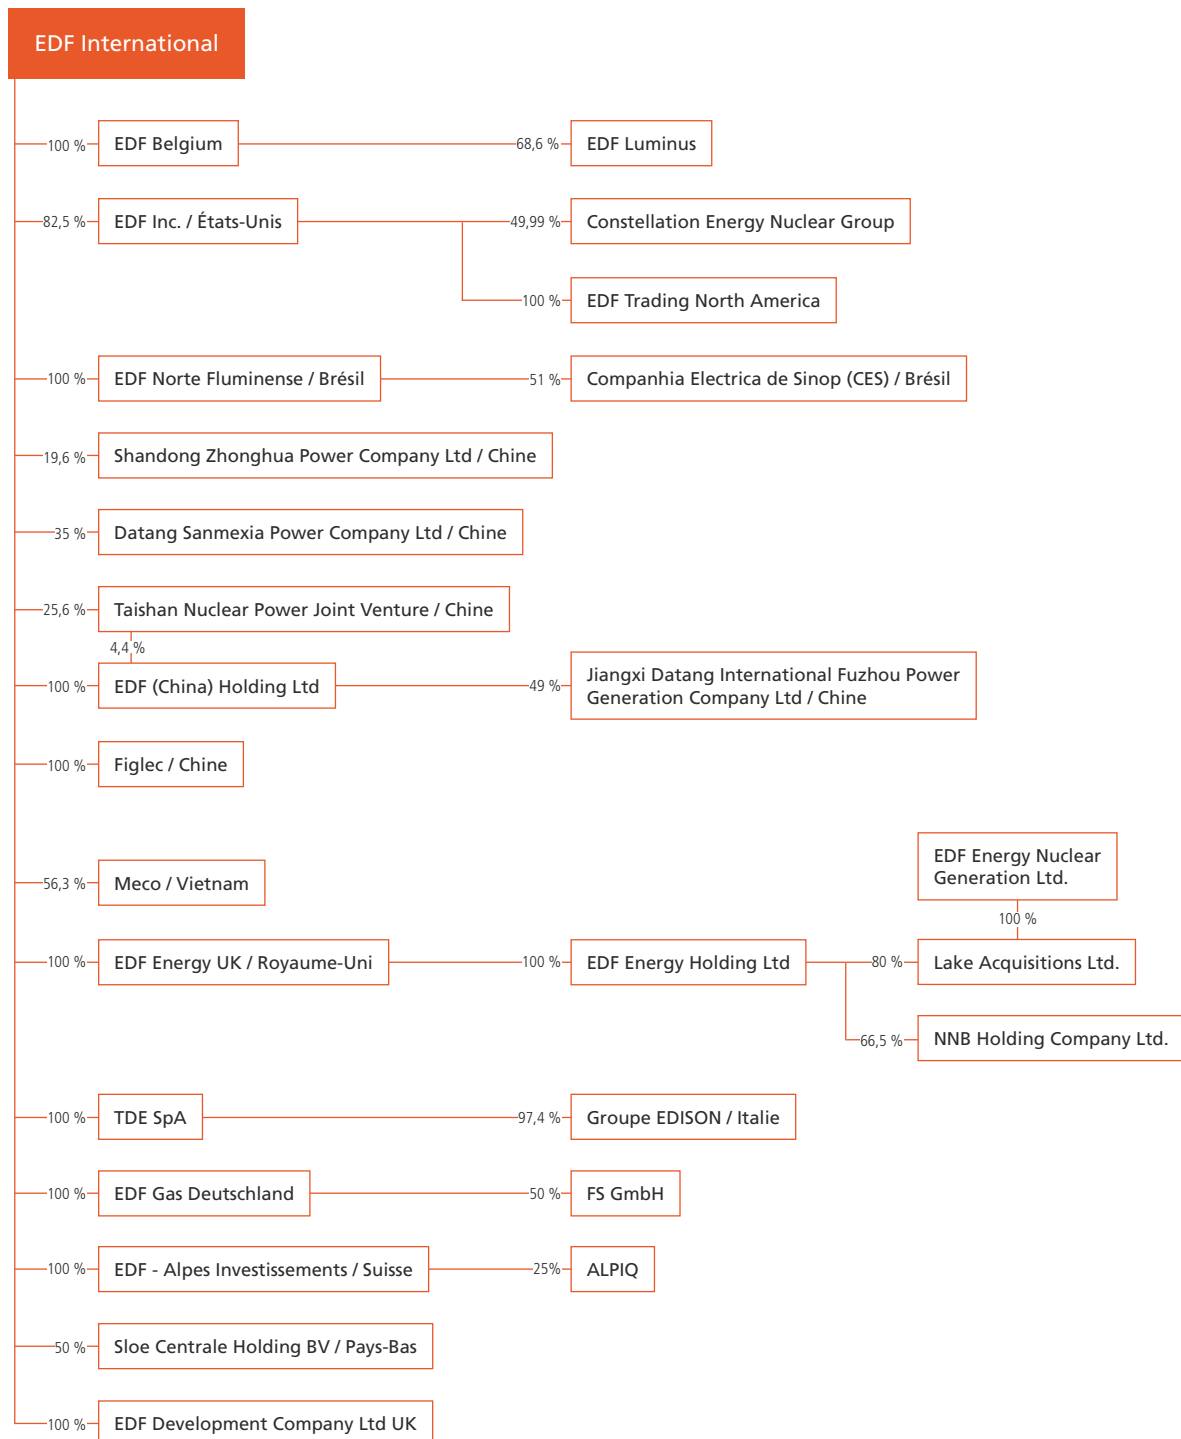 EDF International
100 % EDF Belgium 68,6 % EDF Luminus
82,5 % EDF Inc. / États-Unis 49,99 % Constellation Energy Nuclear Group
100 % EDF Trading North America
100 % EDF Norte Fluminense / Brésil 51 % Companhia Electrica de Sinop (CES) / Brésil
19,6 % Shandong Zhonghua Power Company Ltd / Chine
35 % Datang Sanmexia Power Company Ltd / Chine
25,6 % Taishan Nuclear Power Joint Venture / Chine
4,4 %
100 % EDF (China) Holding Ltd 49 % Jiangxi Datang International Fuzhou Power
Generation Company Ltd / Chine
100 % Figlec / Chine
56,3 % Meco / Vietnam
EDF Energy Nuclear
Generation Ltd.
100 %
100 % EDF Energy UK / Royaume-Uni 100 % EDF Energy Holding Ltd 80 % Lake Acquisitions Ltd.
66,5 % NNB Holding Company Ltd.
100 % TDE SpA 97,4 % Groupe EDISON / Italie
100 % EDF Gas Deutschland 50 % FS GmbH
100 % EDF - Alpes Investissements / Suisse 25% ALPIQ
50 % Sloe Centrale Holding BV / Pays-Bas
100 % EDF Development Company Ltd UK